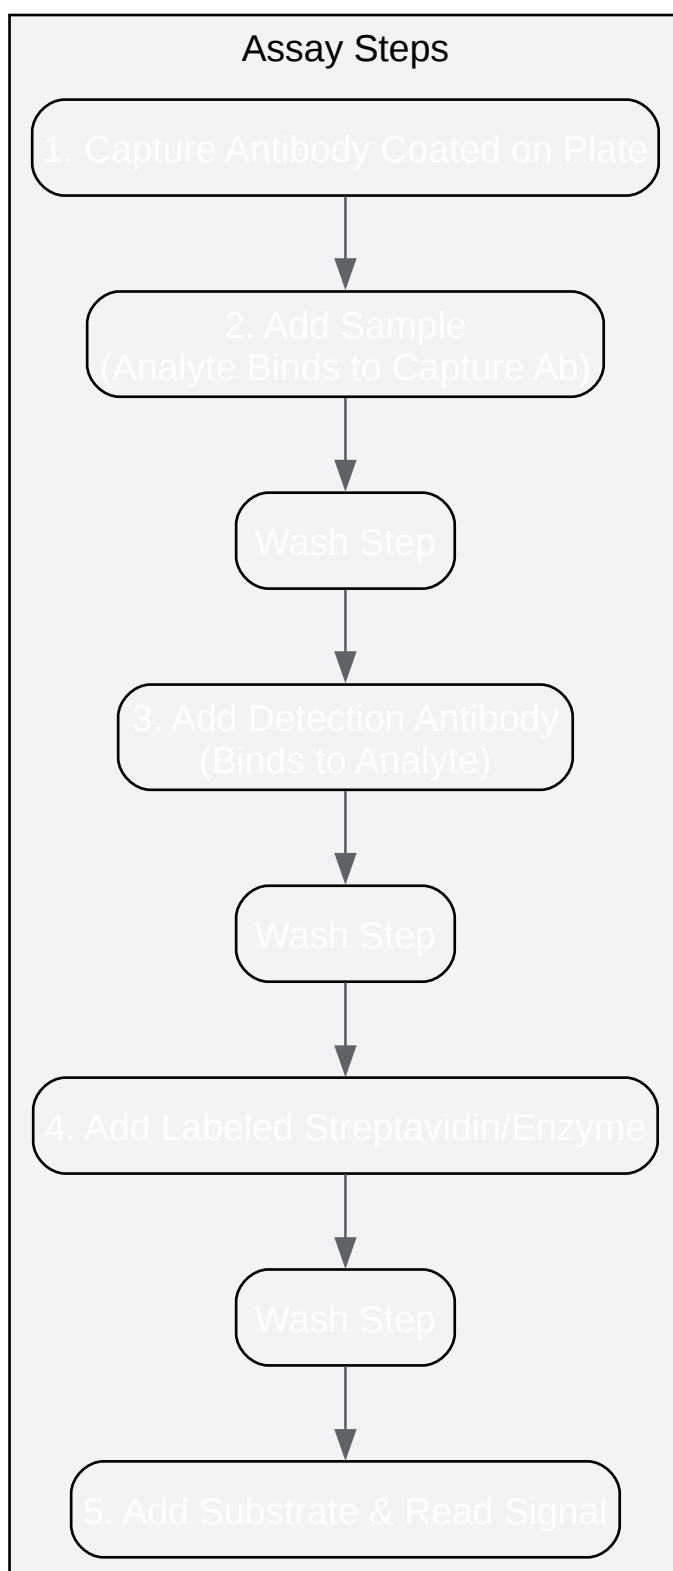 Assay Steps
1. Capture Antibody Coated on Plate
2. Add Sample
(Analyte Binds to Capture Ab)
Wash Step
3. Add Detection Antibody
(Binds to Analyte)
Wash Step
4. Add Labeled Streptavidin/Enzyme
Wash Step
5. Add Substrate & Read Signal